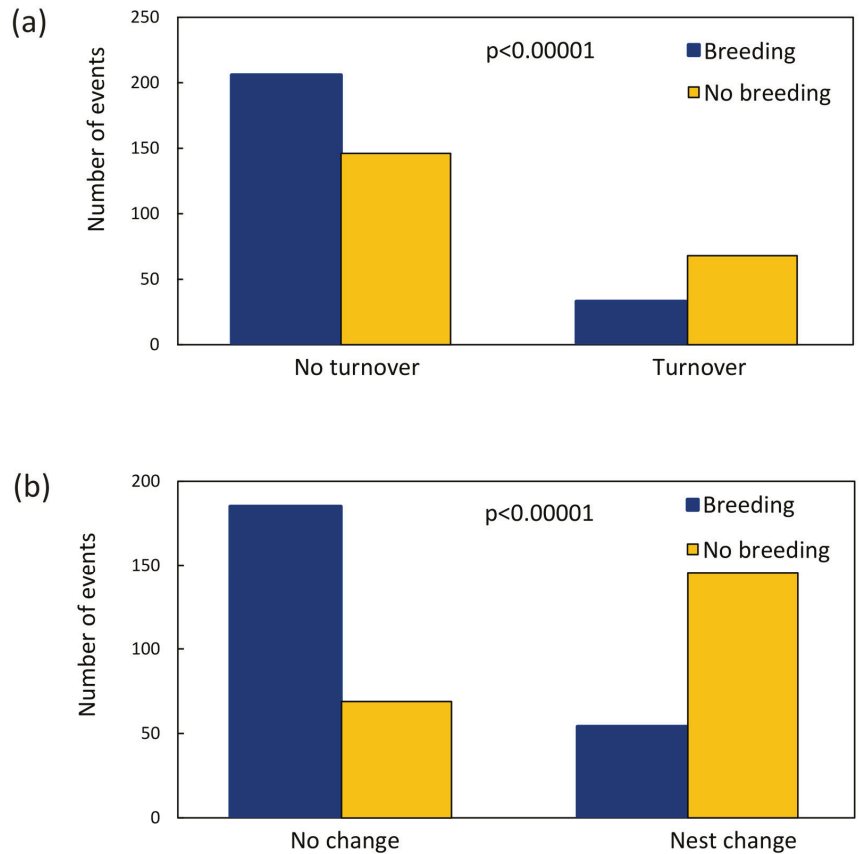 (a)
Number of events
250
200
150
100
50
0
p<0.00001
Breeding
No breeding
No turnover
Turnover
(b)
Number of events
200
150
100
50
0
p<0.00001
Breeding
No breeding
No change
Nest change